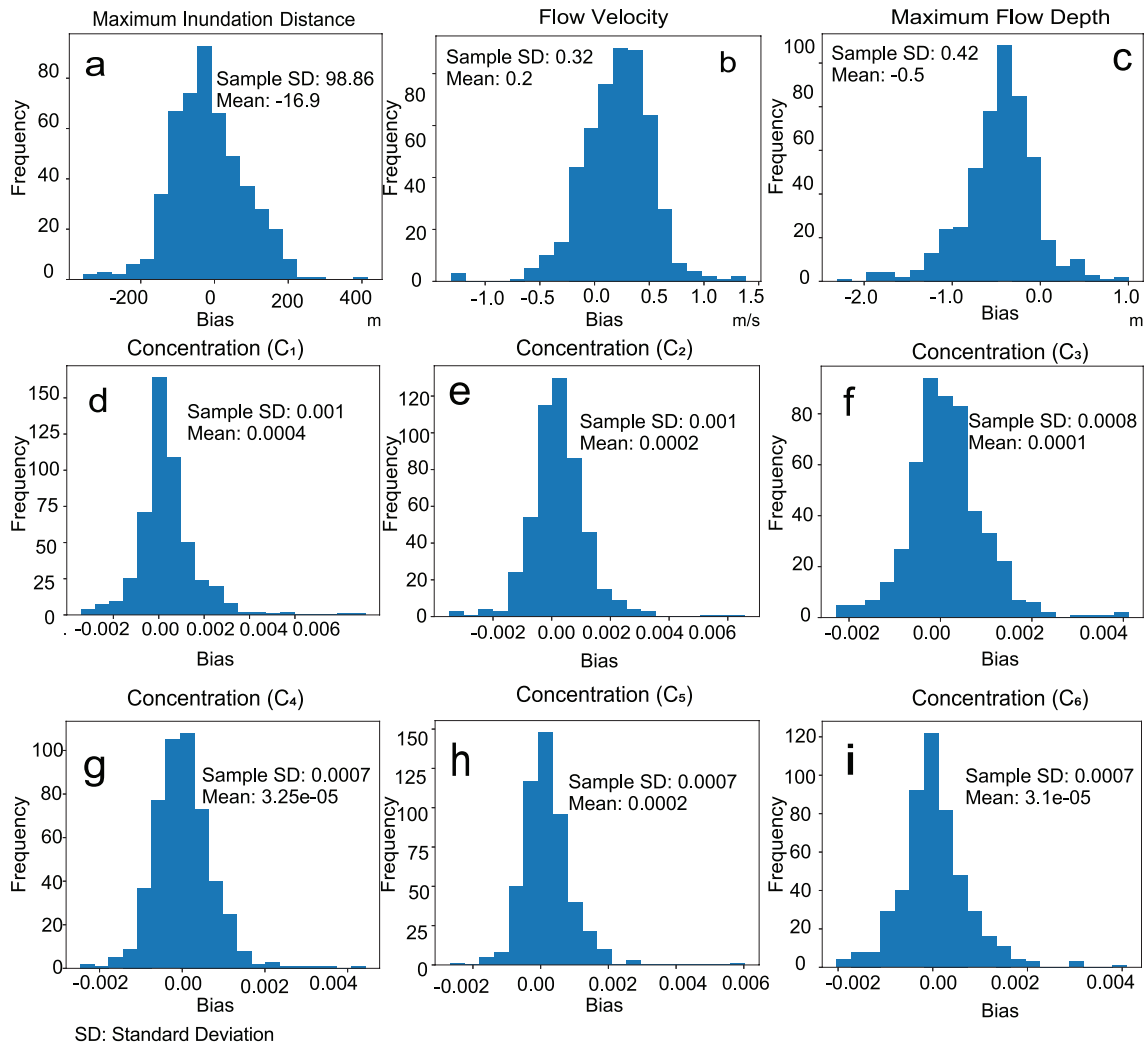 Maximum Inundation Distance
a
Sample SD: 98.86
Mean: -16.9
Frequency
80
60
40
20
0
-200
0
200
400
Bias
m
Flow Velocity
b
Sample SD: 0.32
Mean: 0.2
Frequency
80
60
40
20
0
-1.0
-0.5
0.0
0.5
1.0
1.5
Bias
m/s
Maximum Flow Depth
c
Sample SD: 0.42
Mean: -0.5
Frequency
100
80
60
40
20
0
-2.0
-1.0
0.0
1.0
Bias
m
Concentration (C₁)
d
Sample SD: 0.001
Mean: 0.0004
Frequency
150
125
100
75
50
25
0
-0.002
0.00
0.002
0.004
0.006
Bias
Concentration (C₂)
e
Sample SD: 0.001
Mean: 0.0002
Frequency
120
100
80
60
40
20
0
-0.002
0.00
0.002
0.004
0.006
Bias
Concentration (C₃)
f
Sample SD: 0.0008
Mean: 0.0001
Frequency
80
60
40
20
0
-0.002
0.00
0.002
0.004
Bias
Concentration (C₄)
g
Sample SD: 0.0007
Mean: 3.25e-05
Frequency
100
80
60
40
20
0
-0.002
0.00
0.002
0.004
Bias
Concentration (C₅)
h
Sample SD: 0.0007
Mean: 0.0002
Frequency
150
125
100
75
50
25
0
-0.002
0.00
0.002
0.004
0.006
Bias
Concentration (C₆)
i
Sample SD: 0.0007
Mean: 3.1e-05
Frequency
120
100
80
60
40
20
0
-0.002
0.00
0.002
0.004
Bias
SD: Standard Deviation